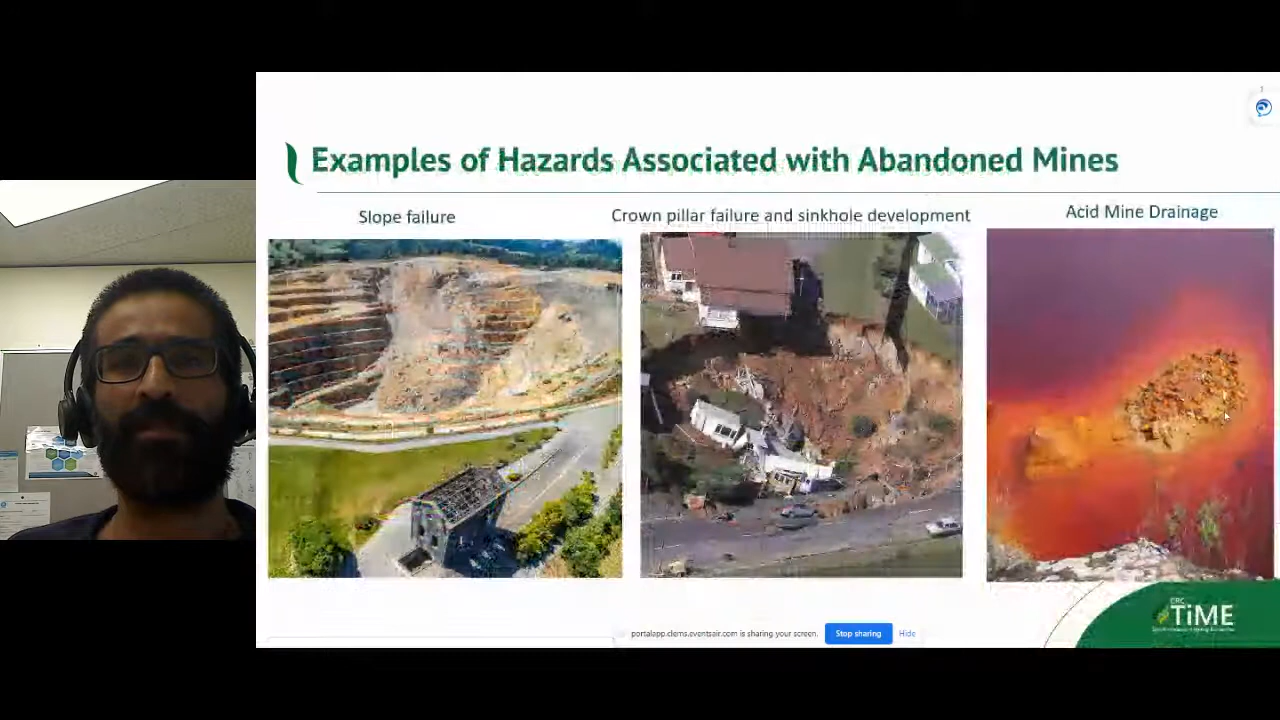 Examples of Hazards Associated with Abandoned Mines
Slope failure
Crown pillar failure and sinkhole development
Acid Mine Drainage
CRC
TiME
portalapp.clems.eventsair.com is sharing your screen.
Stop sharing
Hide